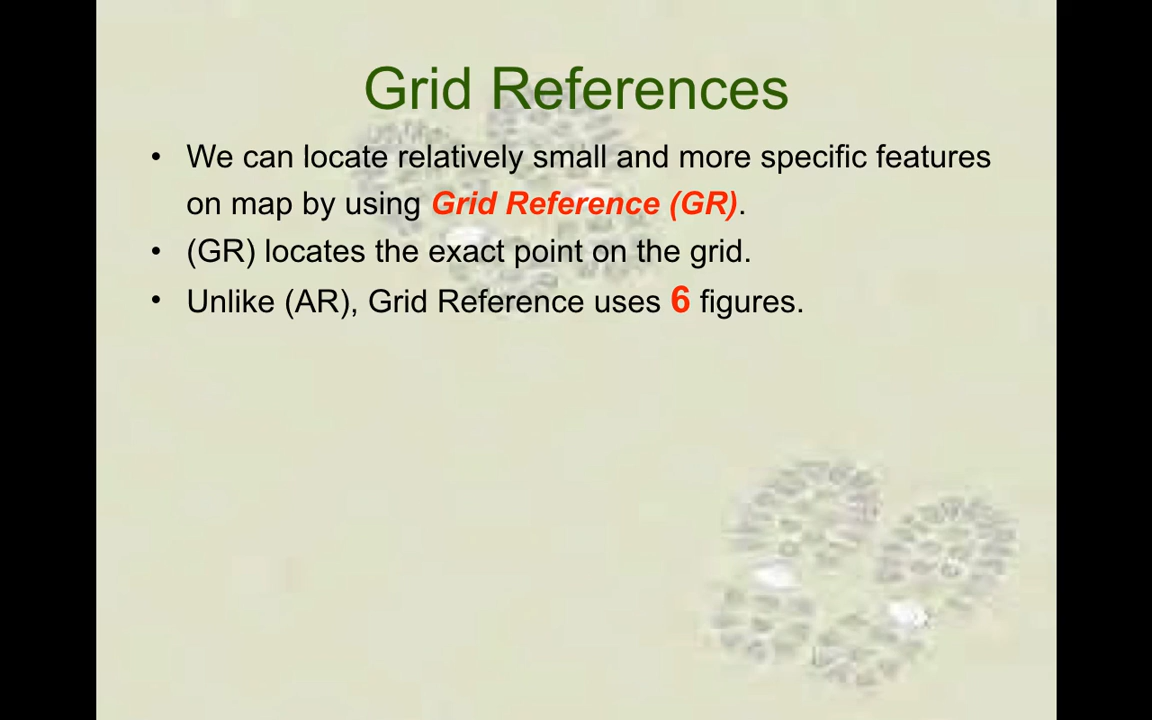 Grid References
• We can locate relatively small and more specific features
on map by using Grid Reference (GR).
• (GR) locates the exact point on the grid.
• Unlike (AR), Grid Reference uses 6 figures.